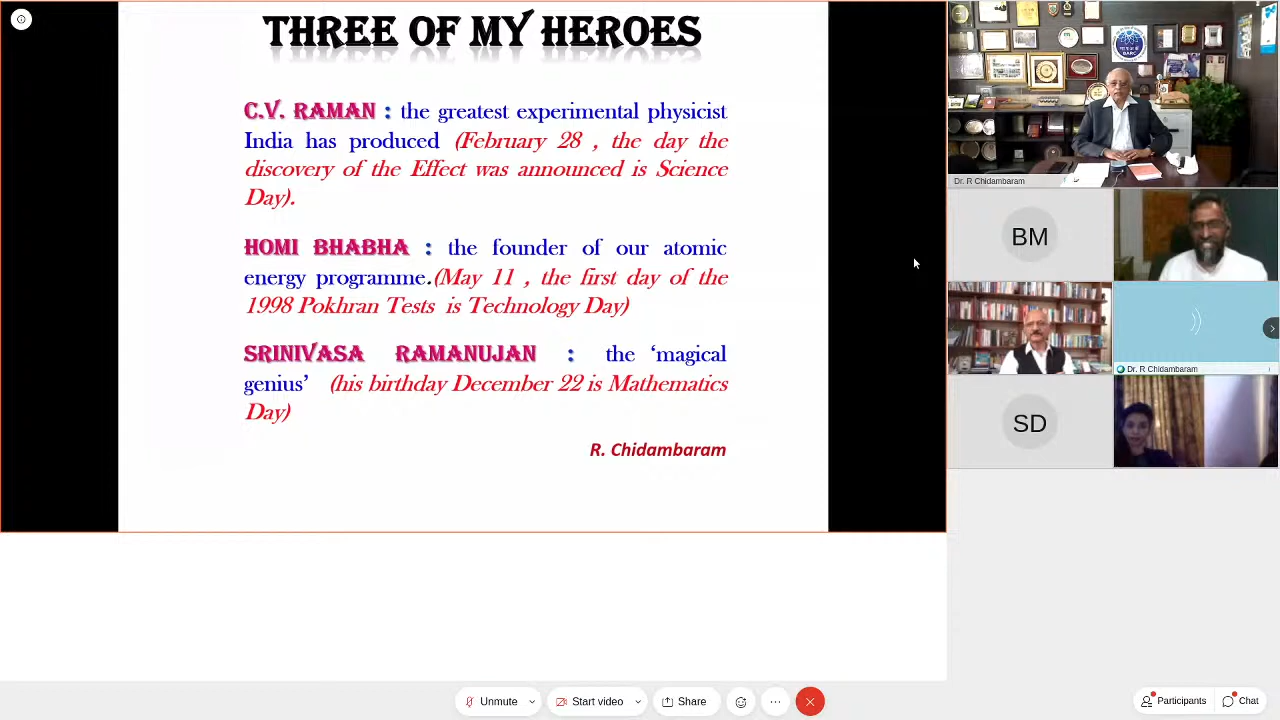 THREE OF MY HEROES
C.V. RAMAN : the greatest experimental physicist
India has produced (February 28 , the day the
discovery of the Effect was announced is Science
Day).
HOMI BHABHA : the founder of our atomic
energy programme.(May 11 , the first day of the
1998 Pokhran Tests is Technology Day)
SRINIVASA RAMANUJAN : the ‘magical
genius’ (his birthday December 22 is Mathematics
Day)
R. Chidambaram
BARC
Dr. R Chidambaram
BM
Dr. R Chidambaram
SD
Unmute
Start video
Share
Participants
Chat